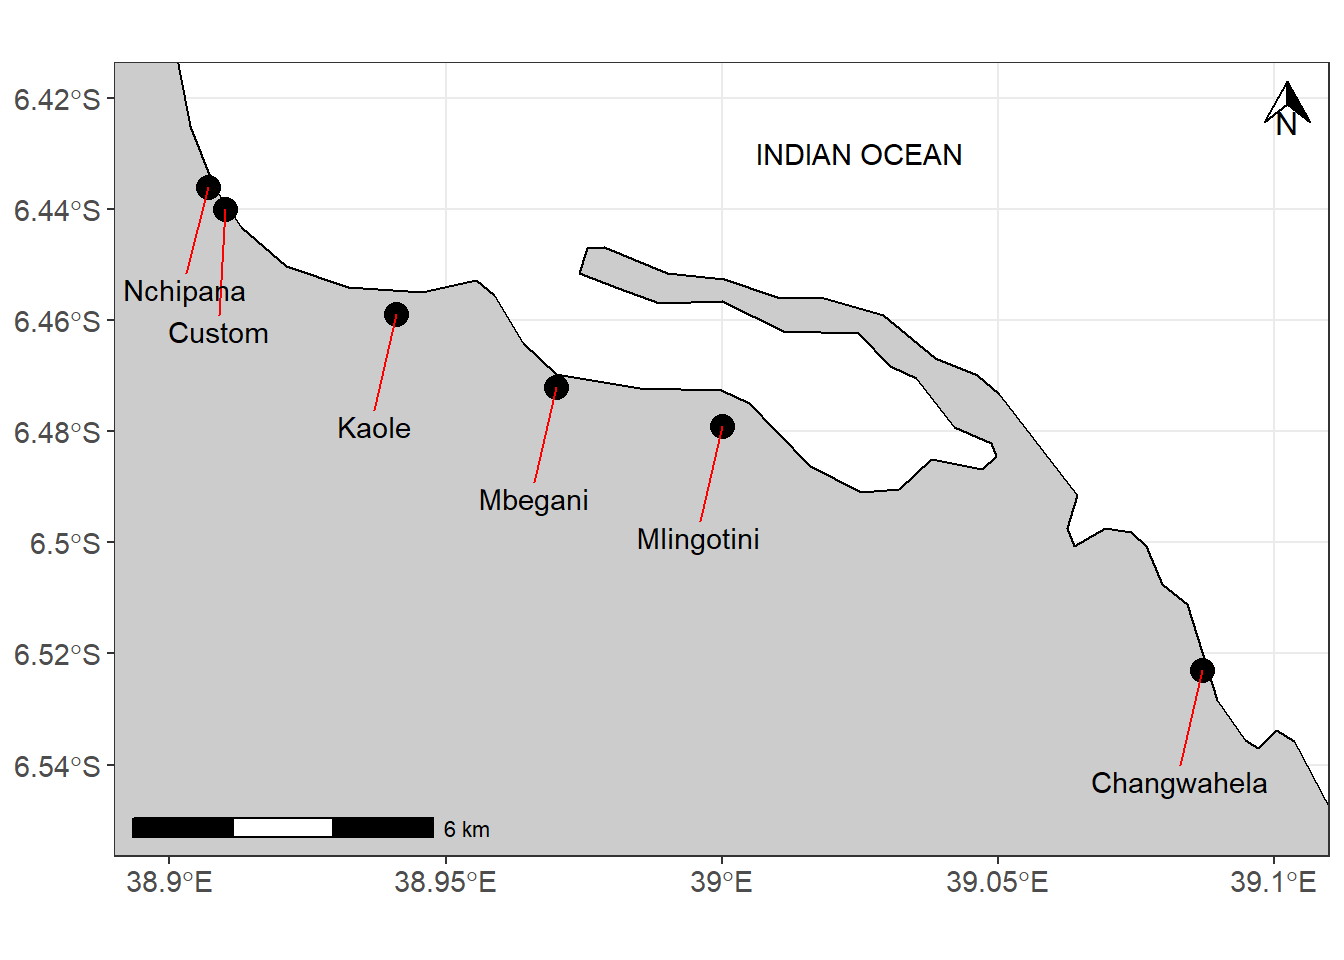 6.42°S
6.44°S
6.46°S
6.48°S
6.5°S
6.52°S
6.54°S
N
INDIAN OCEAN
Nchipana
Custom
Kaole
Mbegani
Mlingotini
Changwahela
6 km
38.9°E
38.95°E
39°E
39.05°E
39.1°E